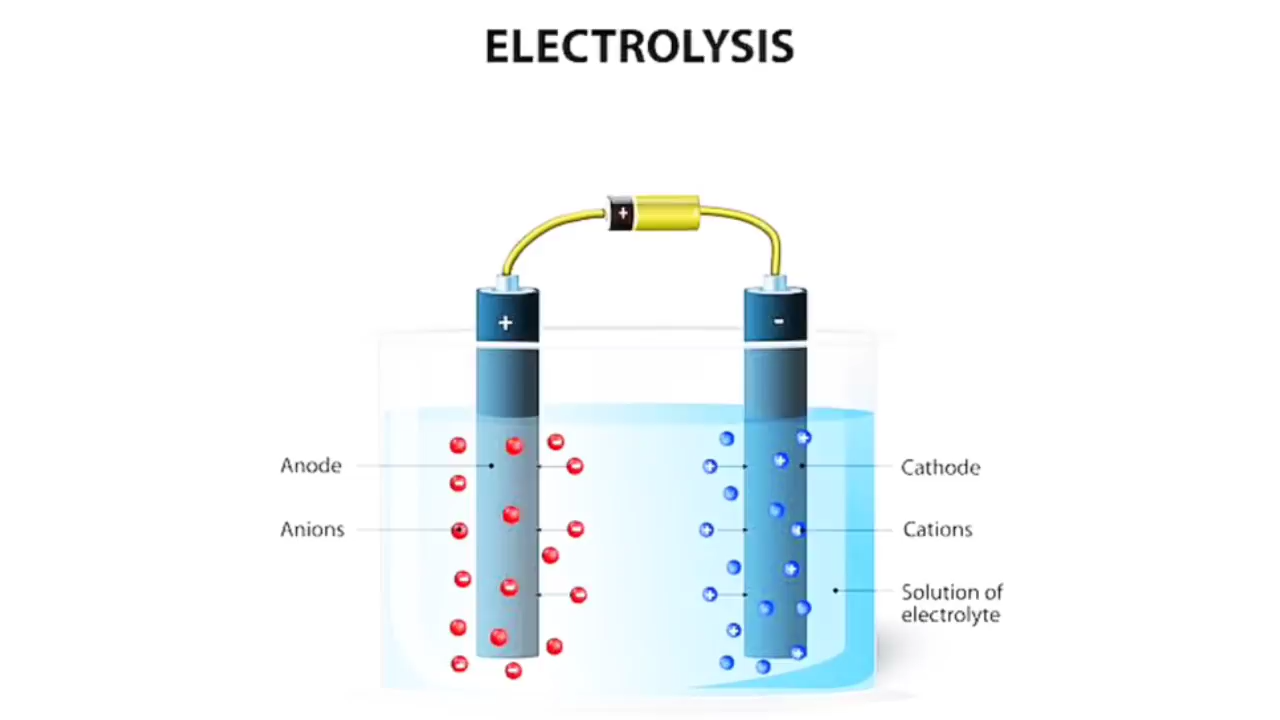 ELECTROLYSIS
+
+
-
Anode
Cathode
Anions
Cations
Solution of
electrolyte